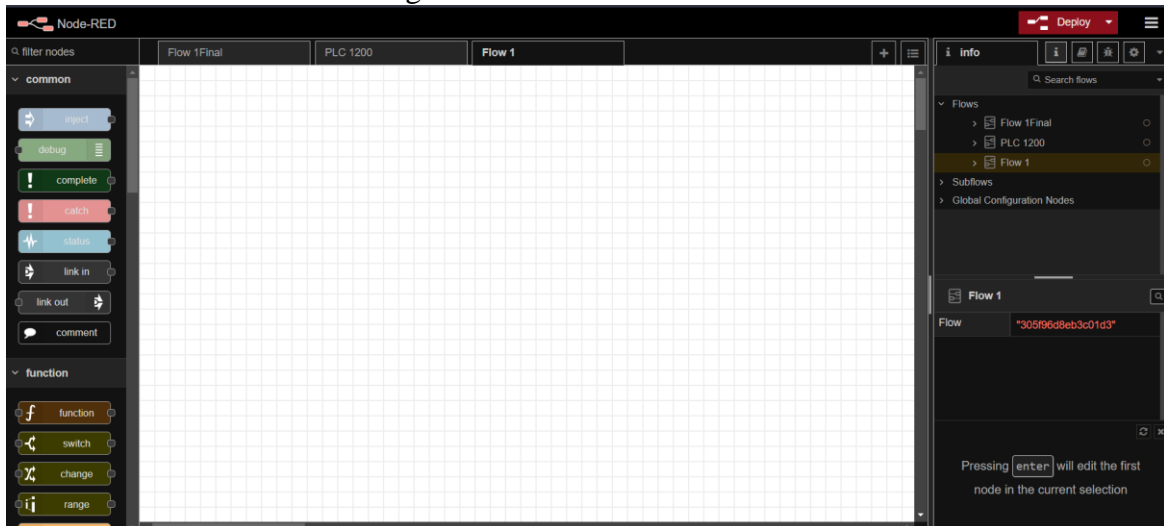 Node-RED
Deploy
filter nodes
Flow 1Final
PLC 1200
Flow 1
i info
Search flows
common
inject
debug
complete
catch
status
link in
link out
comment
function
function
switch
change
range
Flows
Flow 1Final
PLC 1200
Flow 1
Subflows
Global Configuration Nodes
Flow 1
Flow "305f96d8eb3c01d3"
Pressing enter will edit the first
node in the current selection